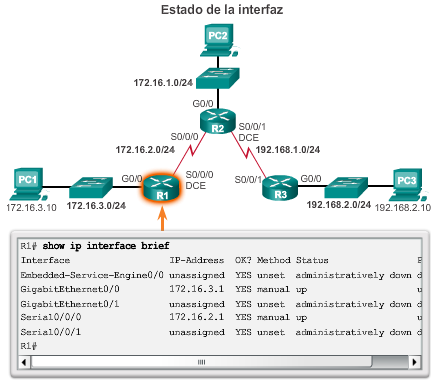 Estado de la interfaz
PC2
172.16.1.0/24
G0/0
R2
S0/0/0
S0/0/1
DCE
172.16.2.0/24
192.168.1.0/24
PC1
G0/0
R1
S0/0/0
DCE
S0/0/1
R3
G0/0
PC3
172.16.3.10
172.16.3.0/24
192.168.2.0/24
192.168.2.10
R1# show ip interface brief
Interface IP-Address OK? Method Status P
Embedded-Service-Engine0/0 unassigned YES unset administratively down d
GigabitEthernet0/0 172.16.3.1 YES manual up u
GigabitEthernet0/1 unassigned YES unset administratively down d
Serial0/0/0 172.16.2.1 YES manual up u
Serial0/0/1 unassigned YES unset administratively down d
R1#